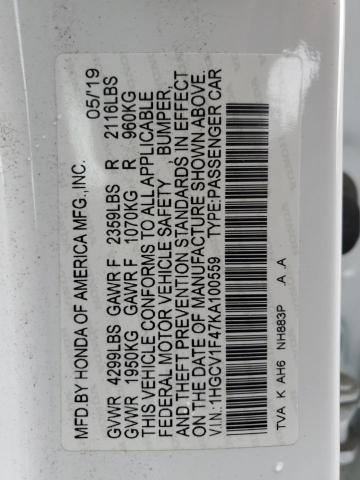 MFD.BY HONDA OF AMERICA MFG.,INC. 05/'19
GVWR 4299LBS GAWR F 2359LBS R 2116LBS
GVWR 1950KG GAWR F 1070KG R 960KG
THIS VEHICLE CONFORMS TO ALL APPLICABLE
FEDERAL MOTOR VEHICLE SAFETY , BUMPER,
AND THEFT PREVENTION STANDARDS IN EFFECT
ON THE DATE OF MANUFACTURE SHOWN ABOVE.
V.I.N.:1HGCV1F47KA100559 TYPE:PASSENGER CAR
TVA K AH6 NH883P .A .A